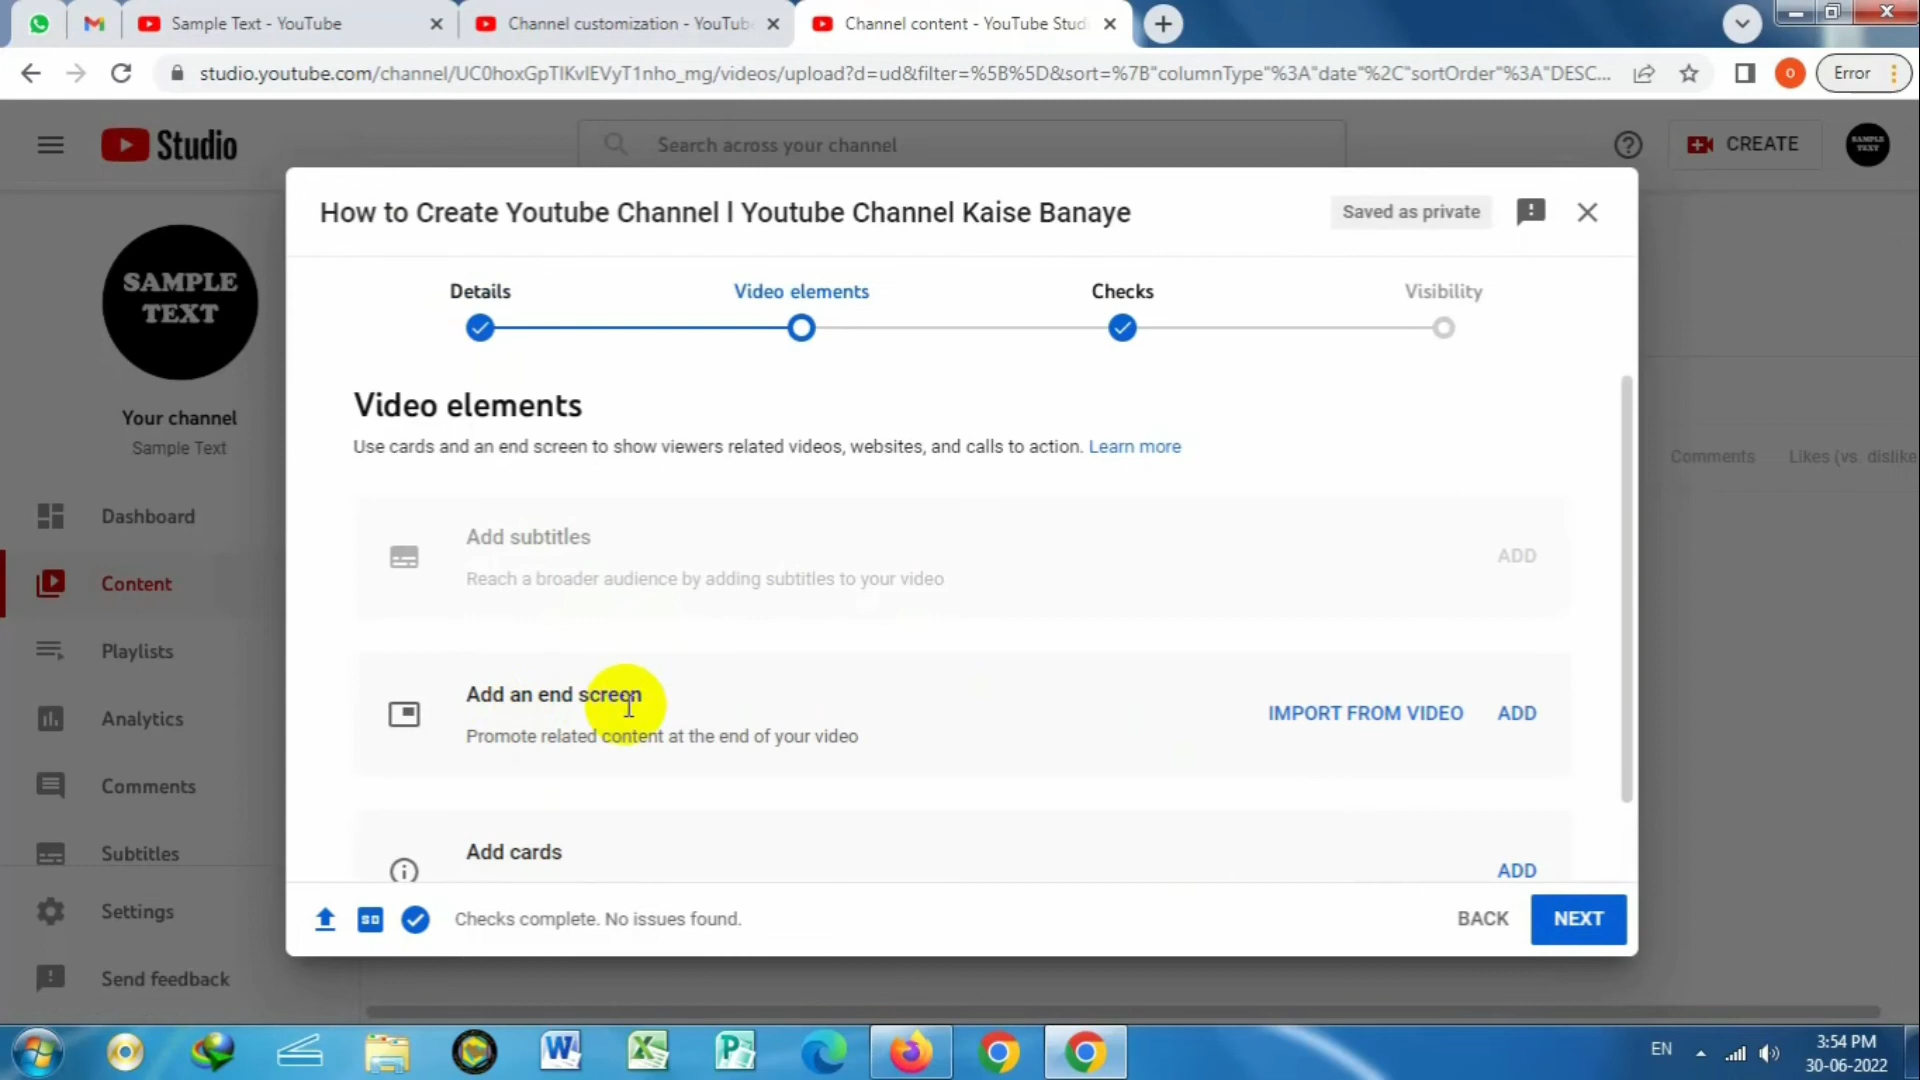 Sample Text - YouTube
Channel customization - YouTube
Channel content - YouTube Studi
studio.youtube.com/channel/UC0hoxGpTlKvlEVyT1nho_mg/videos/upload?d=ud&filter=%5B%5D&sort=%7B"columnType"%3A"date"%2C"sortOrder"%3A"DESC...
o
Error
Studio
Search across your channel
CREATE
SAMPLE
TEXT
How to Create Youtube Channel l Youtube Channel Kaise Banaye
Saved as private
Details
Video elements
Checks
Visibility
SAMPLE
TEXT
Your channel
Sample Text
Video elements
Use cards and an end screen to show viewers related videos, websites, and calls to action. Learn more
Comments
Likes (vs. dislike
Dashboard
Content
Playlists
Analytics
Comments
Subtitles
Settings
Send feedback
Add subtitles
Reach a broader audience by adding subtitles to your video
ADD
Add an end screen
Promote related content at the end of your video
IMPORT FROM VIDEO
ADD
Add cards
ADD
SD
Checks complete. No issues found.
BACK
NEXT
EN
3:54 PM
30-06-2022